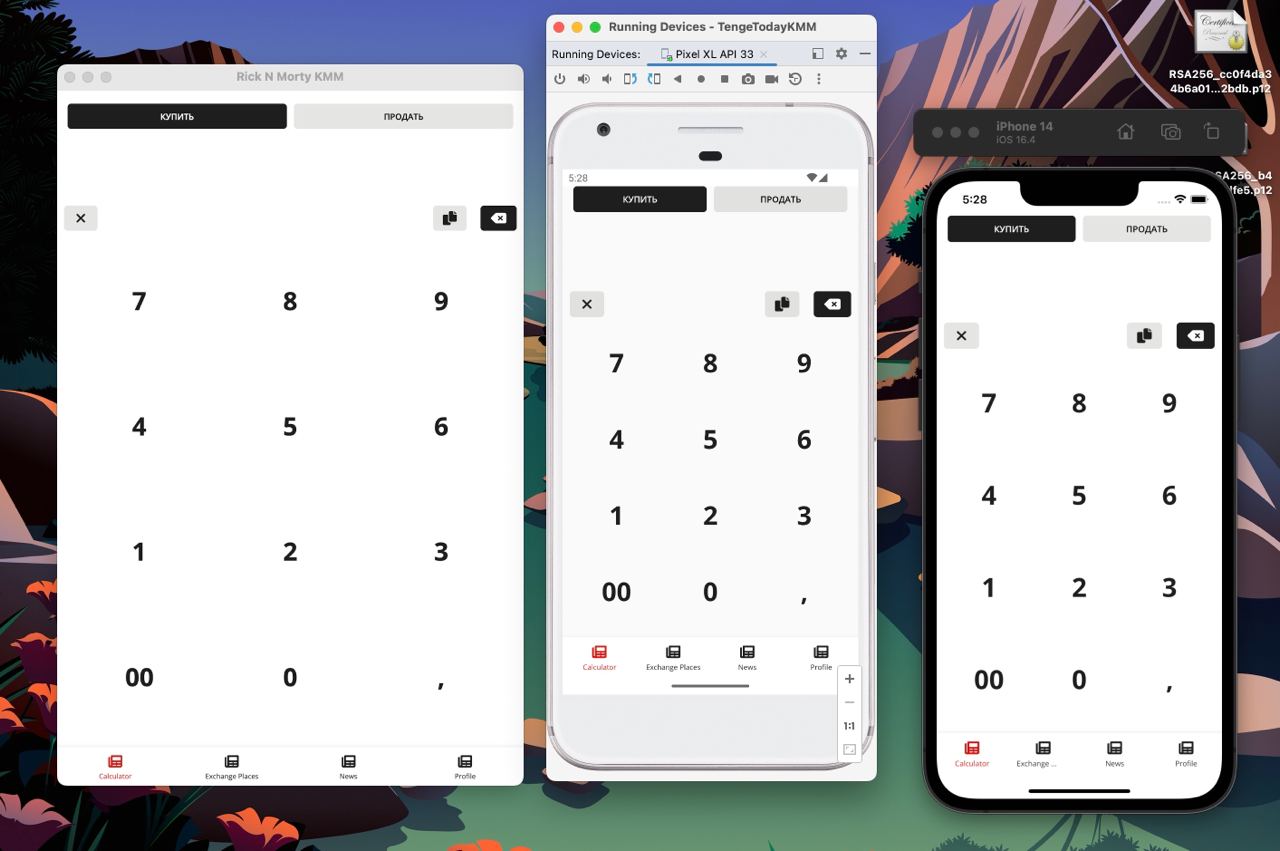 Rick N Morty KMM
КУПИТЬ ПРОДАТЬ
7 8 9
4 5 6
1 2 3
00 0 ,
Calculator Exchange Places News Profile
Running Devices - TengeTodayKMM
Running Devices: Pixel XL API 33
5:28
КУПИТЬ ПРОДАТЬ
7 8 9
4 5 6
1 2 3
00 0 ,
Calculator Exchange Places News Profile
1:1
RSA256_cc0f4da3
4b6a01...2bdb.p12
iPhone 14
iOS 16.4
SA256_b4
lfe5.p12
5:28
КУПИТЬ ПРОДАТЬ
7 8 9
4 5 6
1 2 3
00 0 ,
Calculator Exchange ... News Profile